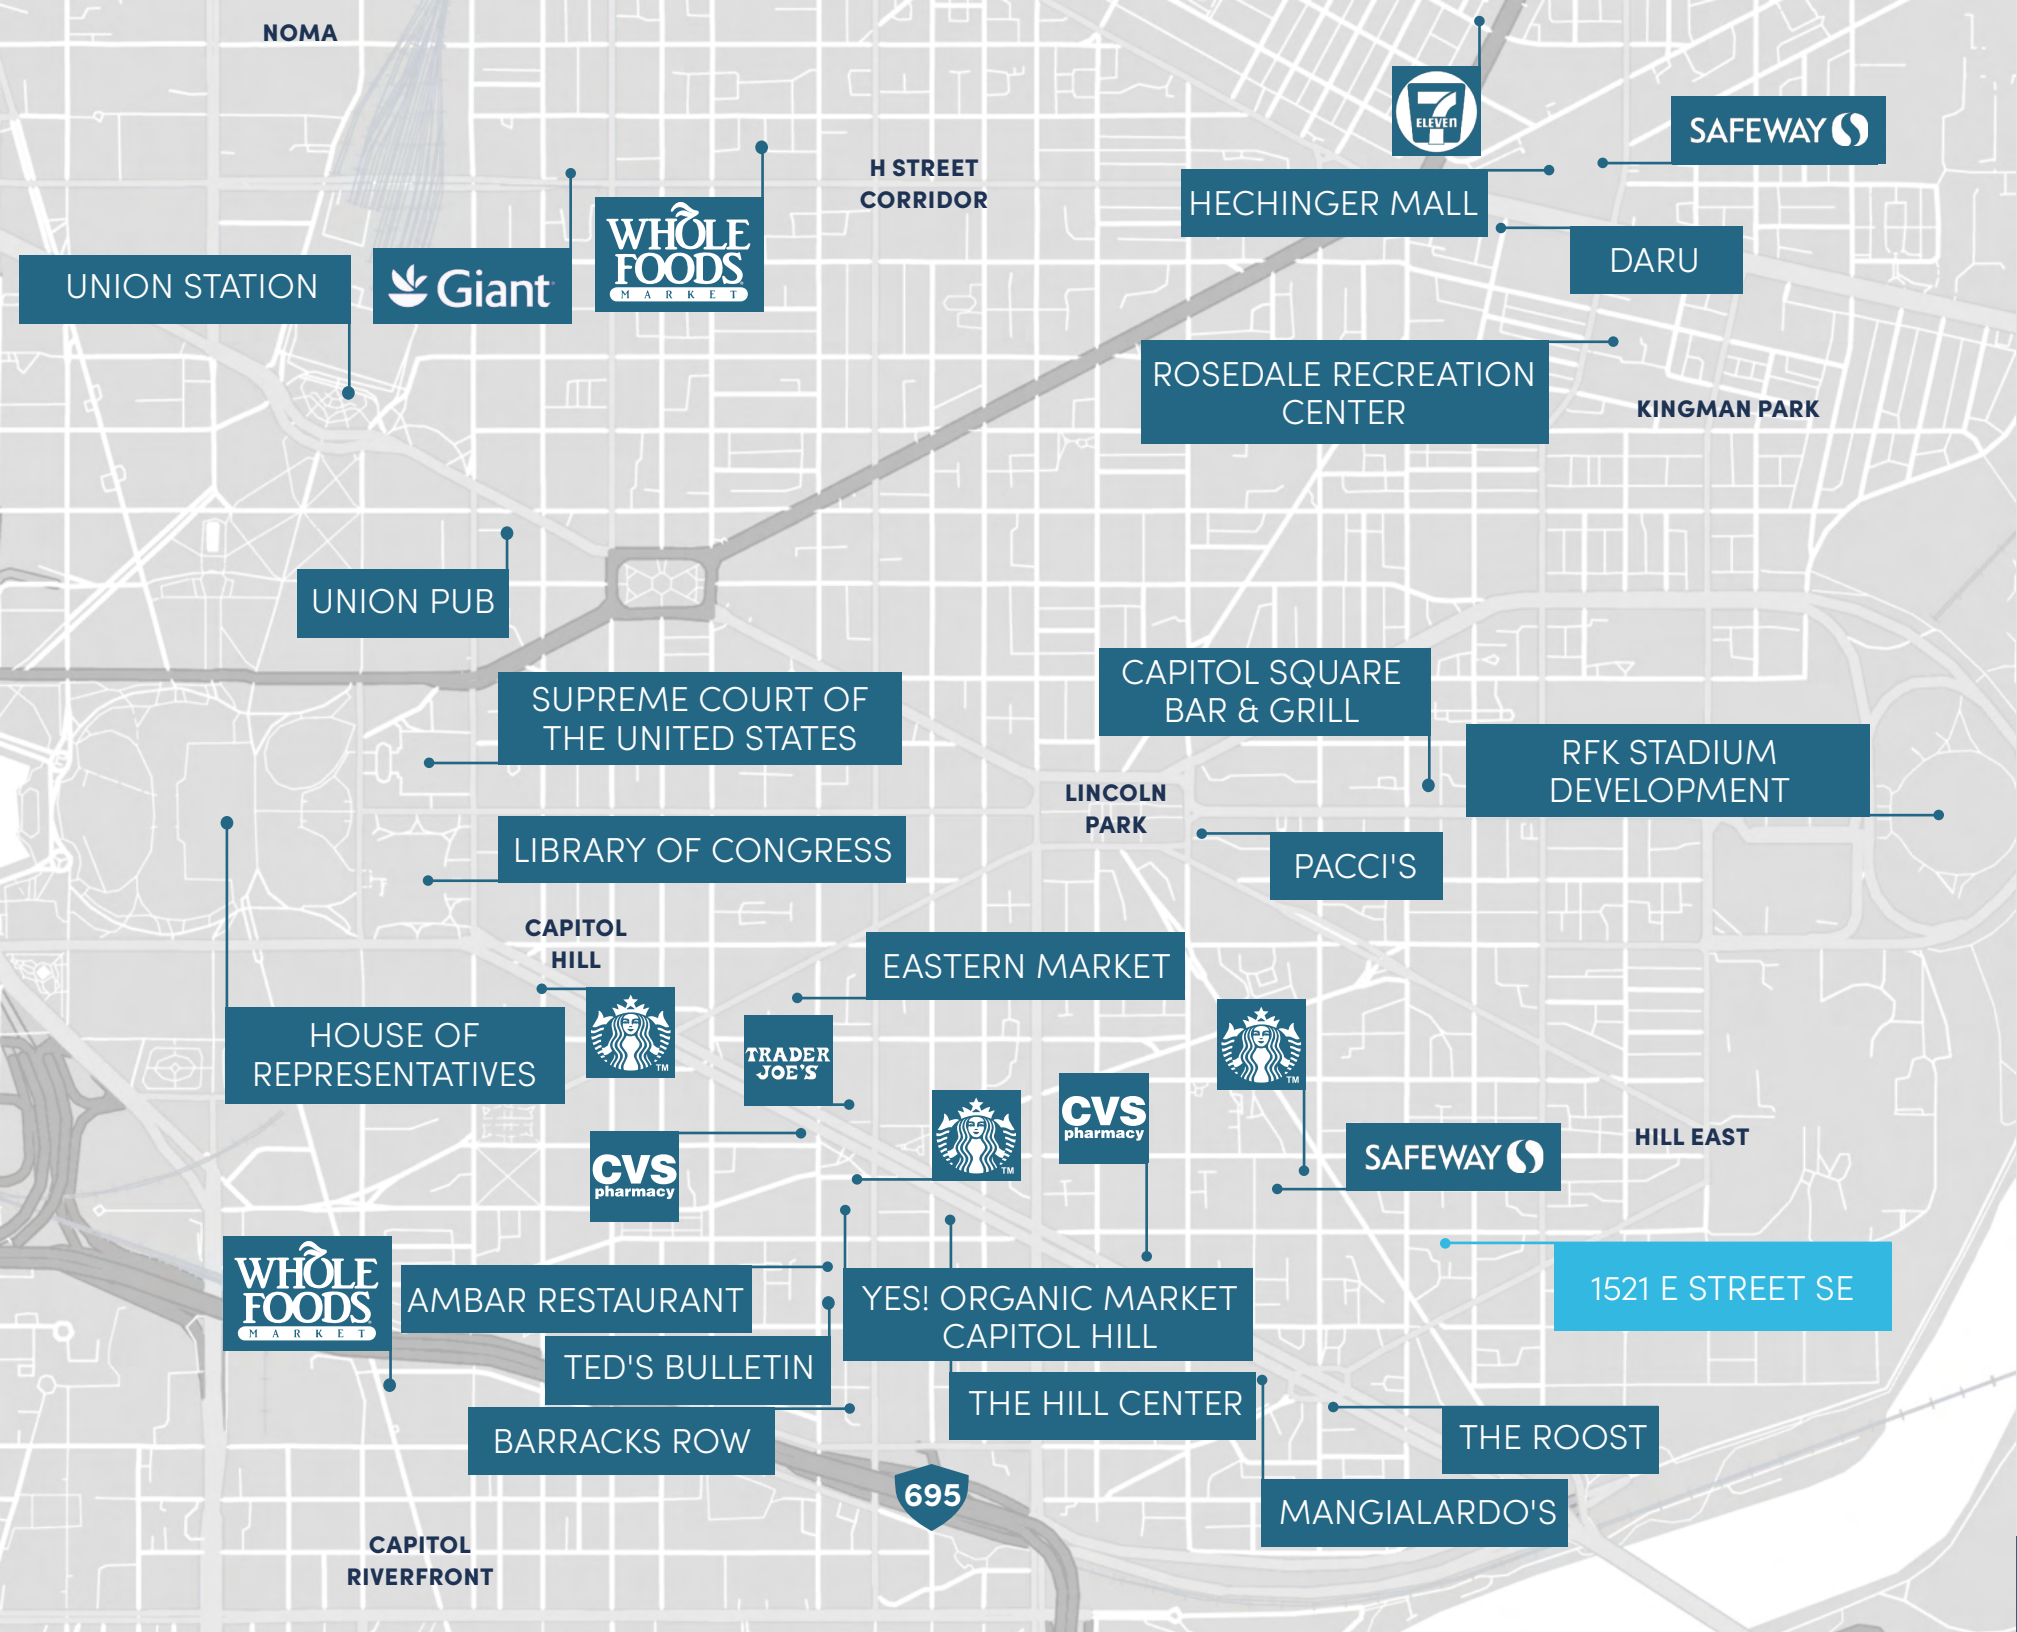 NOMA
7
ELEVEn
SAFEWAY
H STREET
CORRIDOR
HECHINGER MALL
WHOLE
FOODS
MARKET
DARU
UNION STATION
Giant
ROSEDALE RECREATION
CENTER
KINGMAN PARK
UNION PUB
SUPREME COURT OF
THE UNITED STATES
CAPITOL SQUARE
BAR & GRILL
RFK STADIUM
DEVELOPMENT
LINCOLN
PARK
LIBRARY OF CONGRESS
PACCI'S
CAPITOL
HILL
EASTERN MARKET
HOUSE OF
REPRESENTATIVES
TM
TRADER
JOE'S
TM
CVS
pharmacy
TM
CVS
pharmacy
SAFEWAY
HILL EAST
WHOLE
FOODS
MARKET
AMBAR RESTAURANT
YES! ORGANIC MARKET
CAPITOL HILL
1521 E STREET SE
TED'S BULLETIN
THE HILL CENTER
BARRACKS ROW
THE ROOST
695
MANGIALARDO'S
CAPITOL
RIVERFRONT